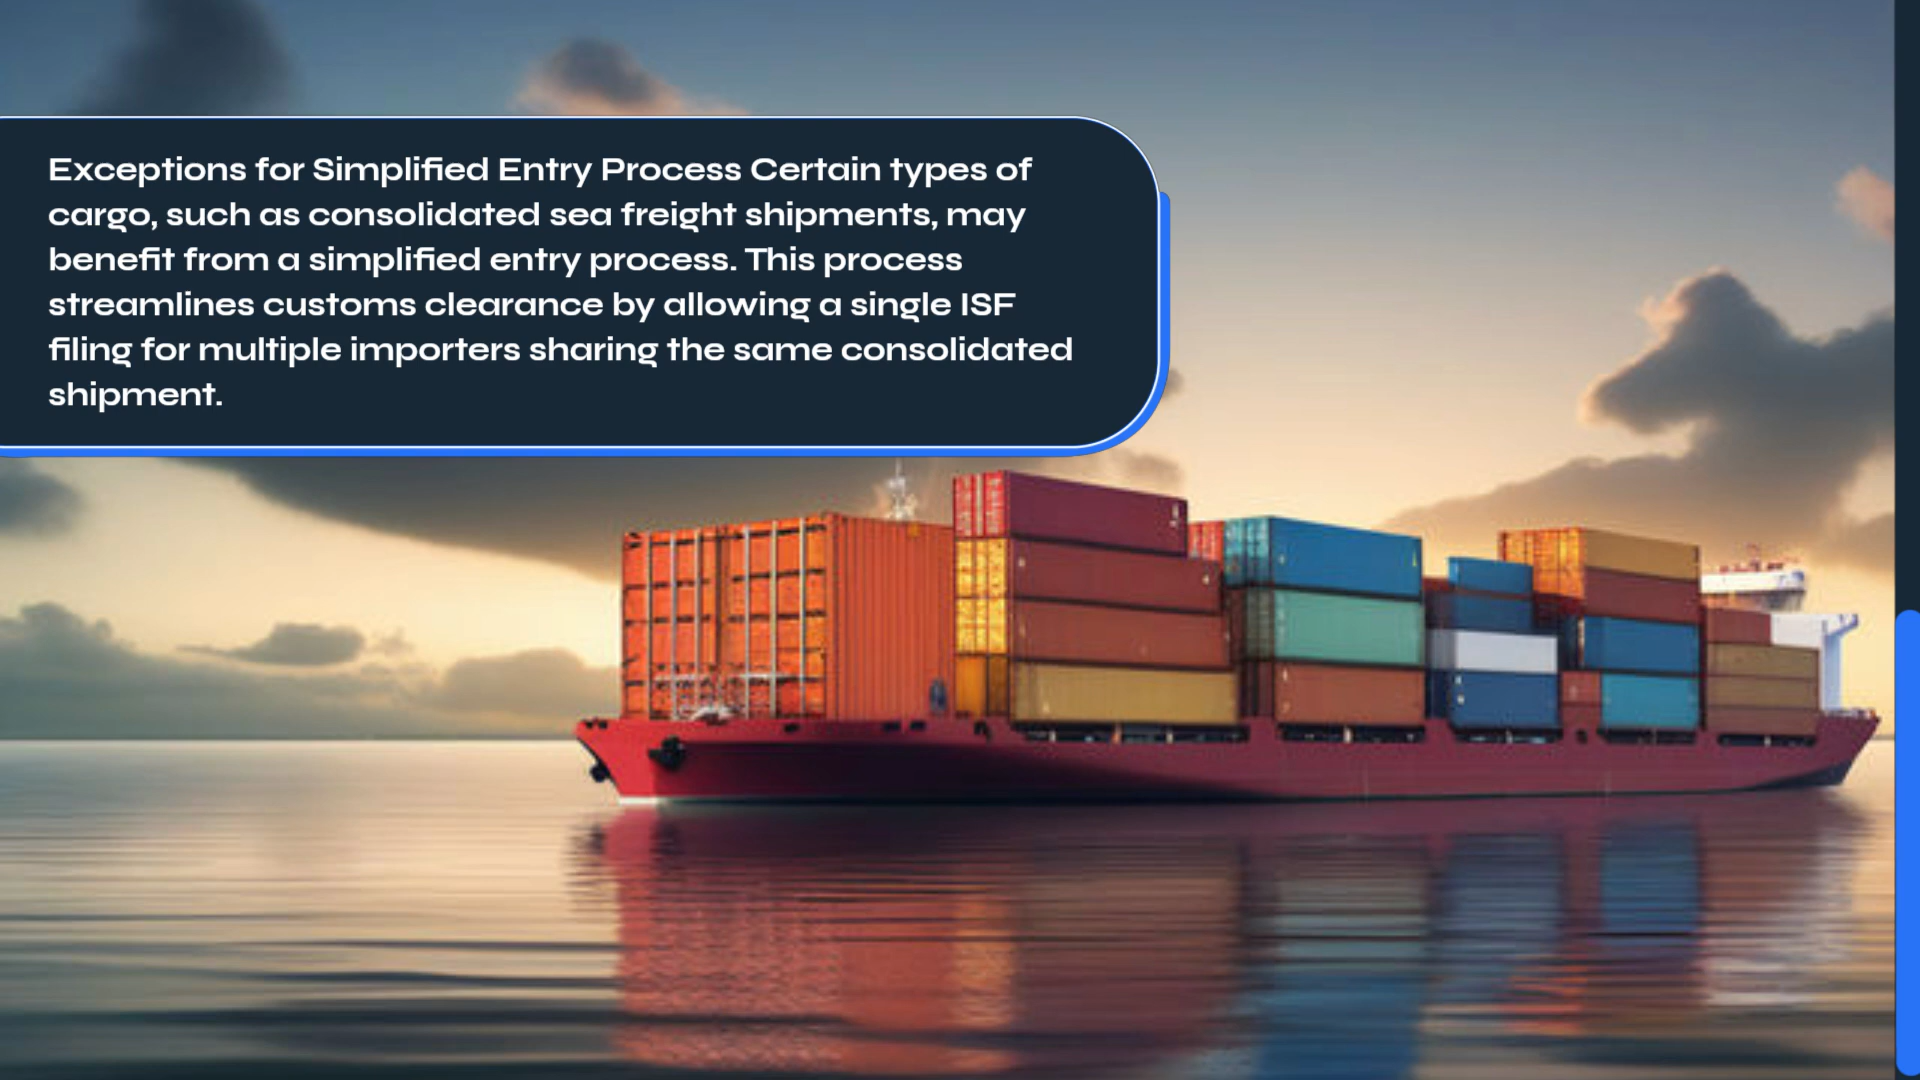 Exceptions for Simplified Entry Process Certain types of
cargo, such as consolidated sea freight shipments, may
benefit from a simplified entry process. This process
streamlines customs clearance by allowing a single ISF
filing for multiple importers sharing the same consolidated
shipment.